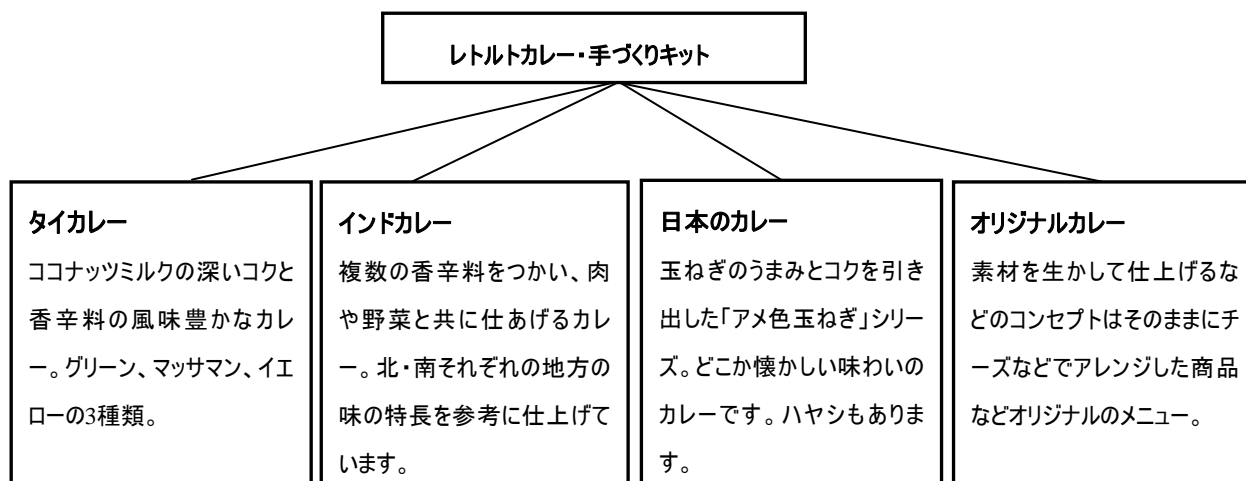 レトルトカレー・手づくりキット
タイカレー
ココナッツミルクの深いコクと
香辛料の風味豊かなカレ
ー。グリーン、マッサマン、イエ
ローの3種類。
インドカレー
複数の香辛料をつかい、肉
や野菜と共に仕あげるカレ
ー。北・南それぞれの地方の
味の特長を参考に仕上げて
います。
日本のカレー
玉ねぎのうまみとコクを引き
出した「アメ色玉ねぎ」シリー
ズ。どこか懐かしい味わいの
カレーです。ハヤシもありま
す。
オリジナルカレー
素材を生かして仕上げるな
どのコンセプトはそのままにチ
ーズなどでアレンジした商品
などオリジナルのメニュー。